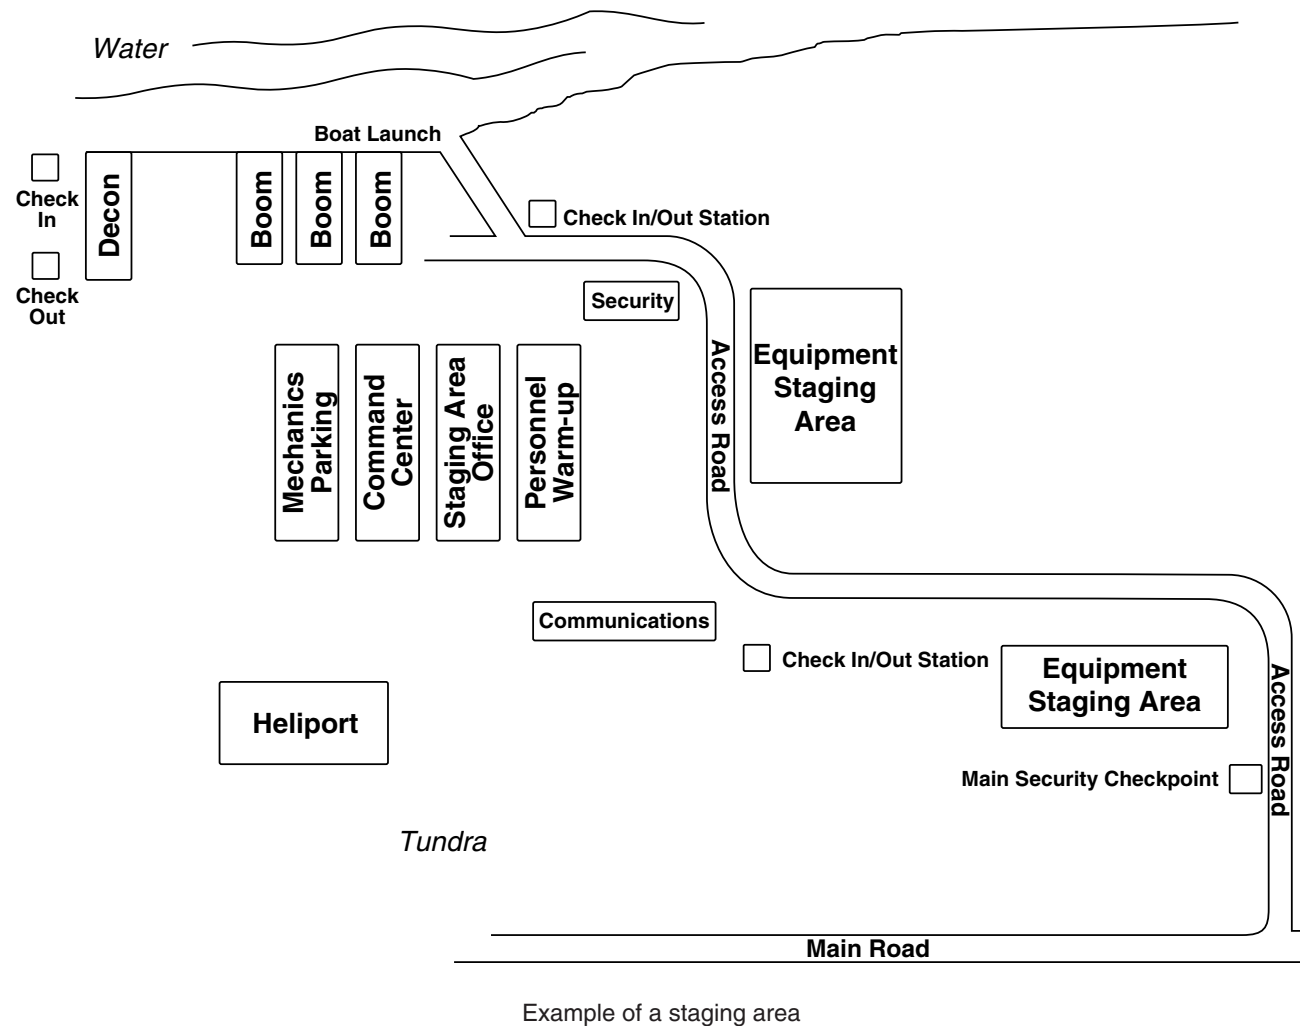 Water
Boat Launch
Check
In
Decon
Boom
Boom
Boom
Check In/Out Station
Check
Out
Security
Equipment
Staging
Area
Access Road
Mechanics
Parking
Command
Center
Staging Area
Office
Personnel
Warm-up
Communications
Check In/Out Station
Equipment
Staging Area
Access Road
Heliport
Main Security Checkpoint
Tundra
Main Road
Example of a staging area